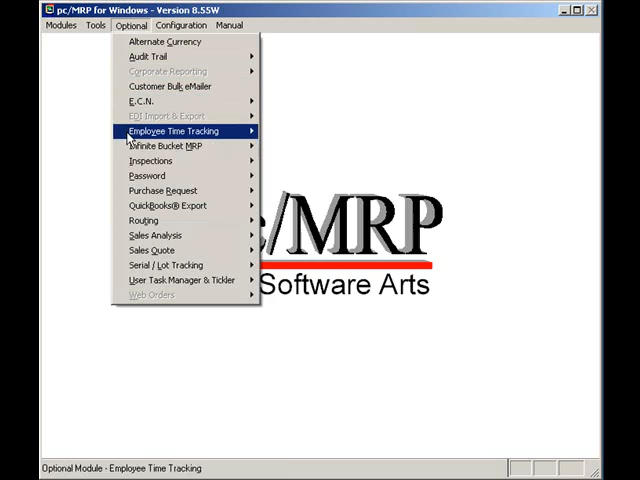 pc/MRP for Windows - Version 8.55W
Modules Tools Optional Configuration Manual
Alternate Currency
Audit Trail
Corporate Reporting
Customer Bulk eMailer
E.C.N.
EDI Import & Export
Employee Time Tracking
Infinite Bucket MRP
Inspections
Password
Purchase Request
QuickBooks® Export
Routing
Sales Analysis
Sales Quote
Serial / Lot Tracking
User Task Manager & Tickler
Web Orders
c/MRP
Software Arts
Optional Module - Employee Time Tracking